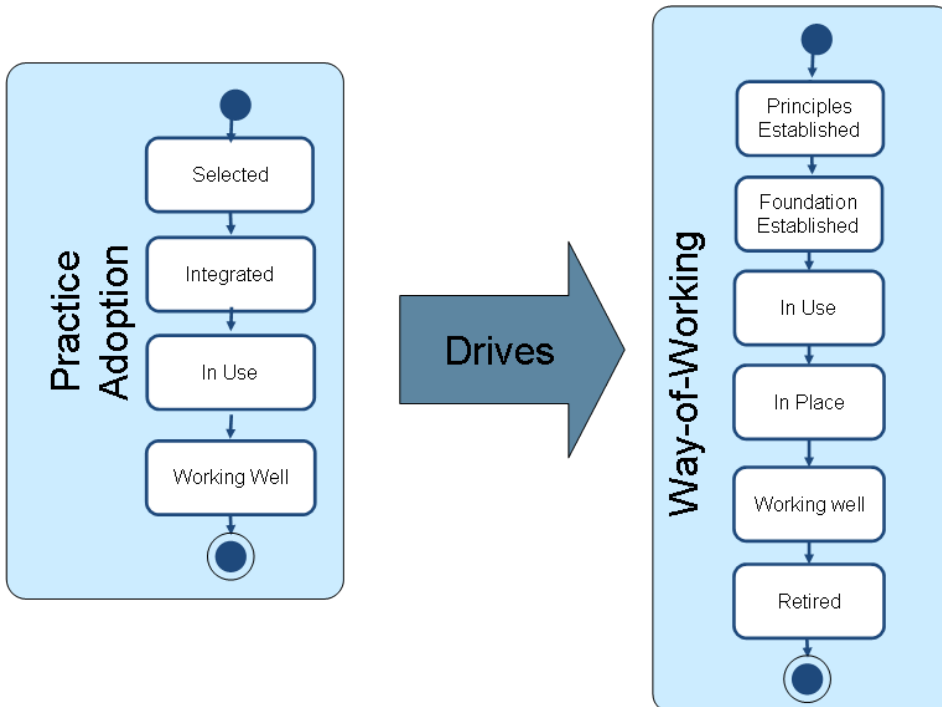 Practice
Adoption
Selected
Integrated
In Use
Working Well
Drives
Way-of-Working
Principles
Established
Foundation
Established
In Use
In Place
Working well
Retired